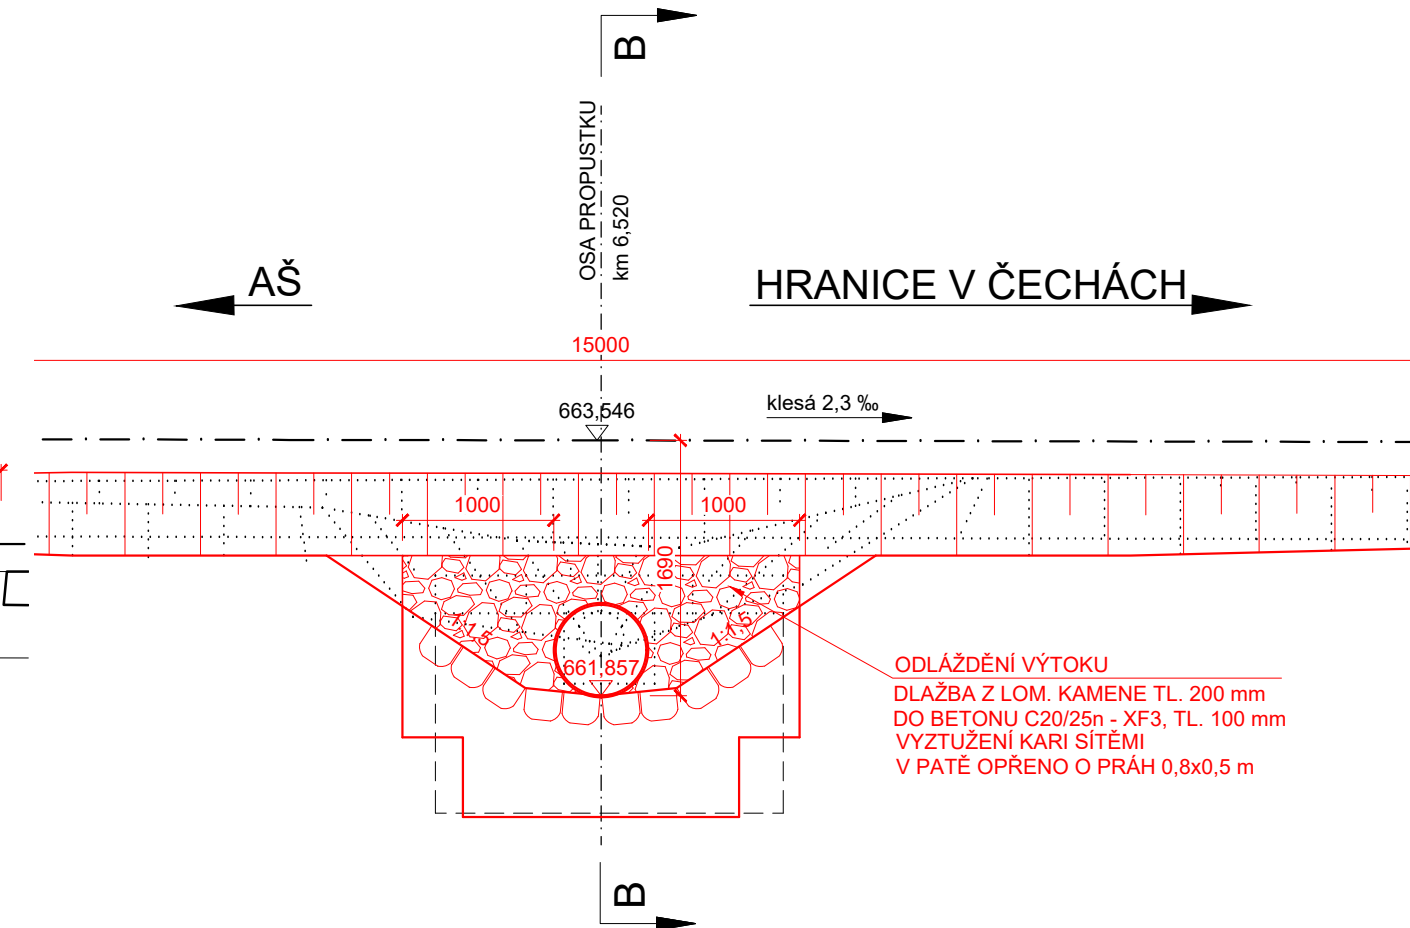 B
OSA PROPUSTKU
km 6,520
AŠ
HRANICE V ČECHÁCH
15000
663,546
klesá 2,3 ‰
1000
1000
1690
1:1,5
1:1,5
661,857
ODLÁŽDĚNÍ VÝTOKU
DLAŽBA Z LOM. KAMENE TL. 200 mm
DO BETONU C20/25n - XF3, TL. 100 mm
VYZTUŽENÍ KARI SÍTĚMI
V PATĚ OPŘENO O PRÁH 0,8x0,5 m
B